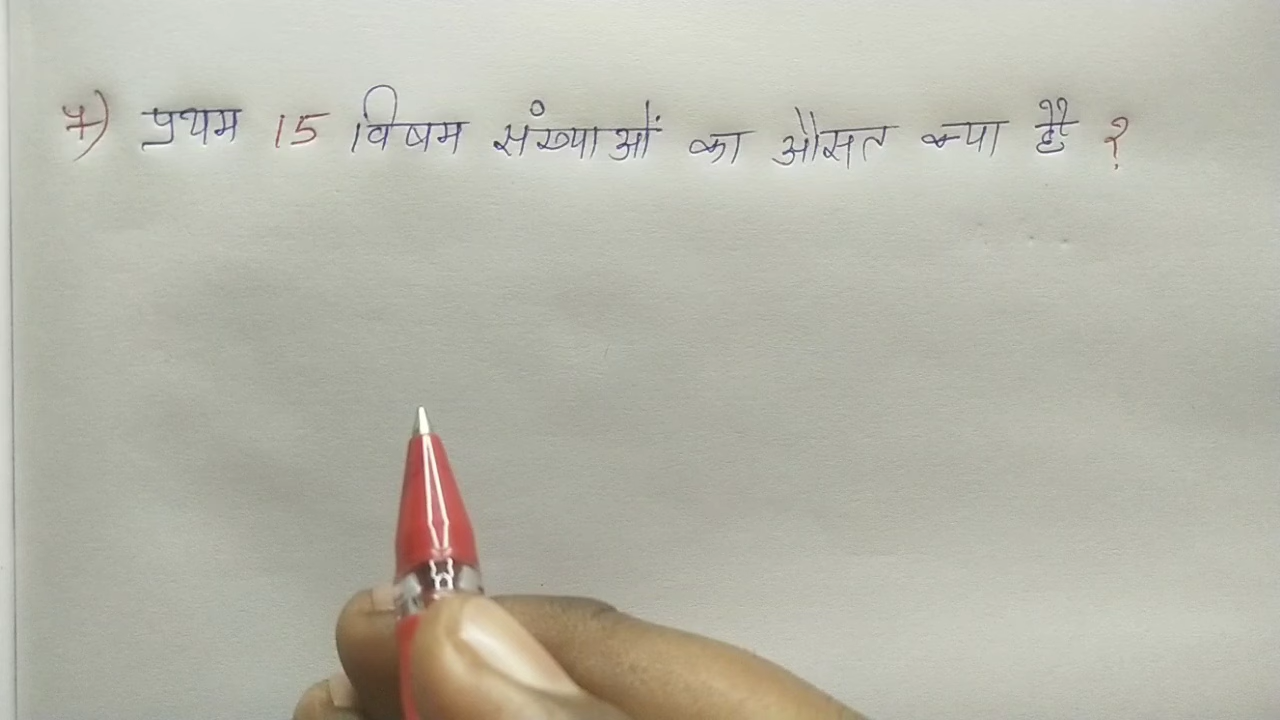 7) प्रथम 15 विषम संख्याओं का औसत क्या है ?